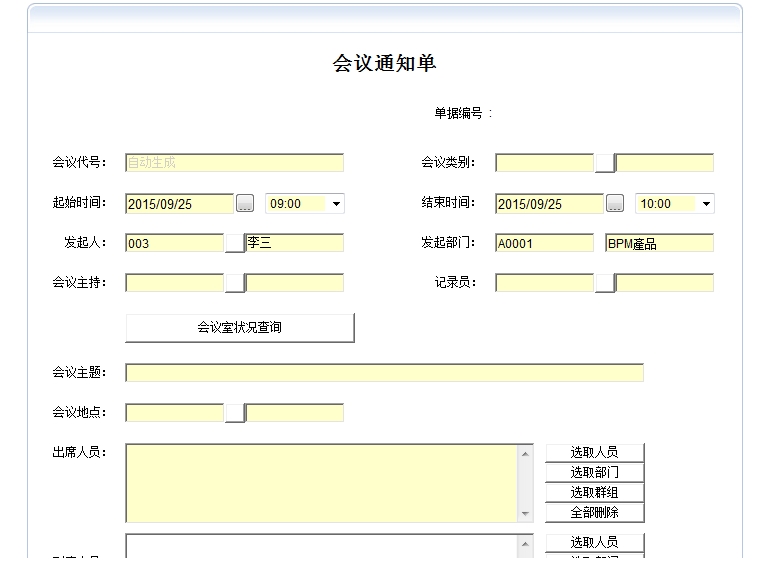 会议通知单
单据编号 :
会议代号: 自动生成 会议类别:
起始时间: 2015/09/25 ... 09:00 结束时间: 2015/09/25 ... 10:00
发起人: 003 李三 发起部门: A0001 BPM產品
会议主持: 记录员:
会议室状况查询
会议主题:
会议地点:
出席人员: 选取人员
选取部门
选取群组
全部删除
选取人员